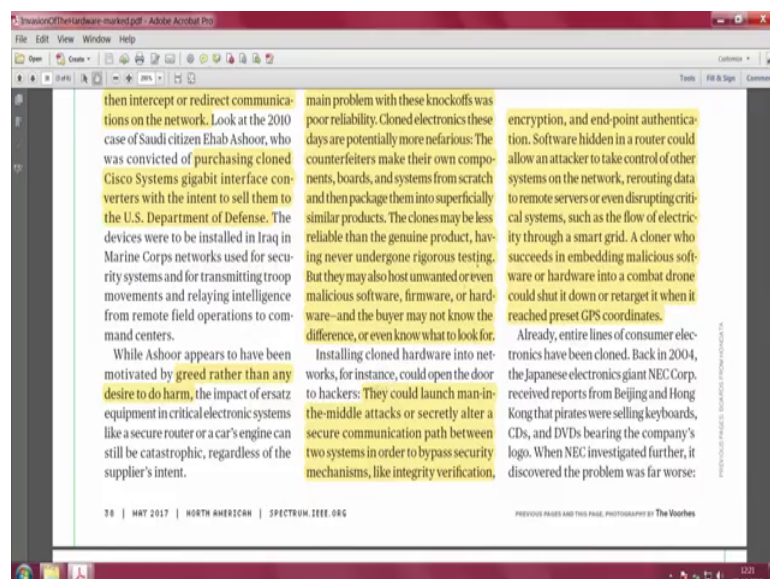 InvasionOfTheHardware-marked.pdf - Adobe Acrobat Pro
File Edit View Window Help
Open Create
Customize
Tools Fill & Sign Comment
then intercept or redirect communica-
tions on the network. Look at the 2010
case of Saudi citizen Ehab Ashoor, who
was convicted of purchasing cloned
Cisco Systems gigabit interface con-
verters with the intent to sell them to
the U.S. Department of Defense. The
devices were to be installed in Iraq in
Marine Corps networks used for secu-
rity systems and for transmitting troop
movements and relaying intelligence
from remote field operations to com-
mand centers.
While Ashoor appears to have been
motivated by greed rather than any
desire to do harm, the impact of ersatz
equipment in critical electronic systems
like a secure router or a car's engine can
still be catastrophic, regardless of the
supplier's intent.
main problem with these knockoffs was
poor reliability. Cloned electronics these
days are potentially more nefarious: The
counterfeiters make their own compo-
nents, boards, and systems from scratch
and then package them into superficially
similar products. The clones may be less
reliable than the genuine product, hav-
ing never undergone rigorous testing.
But they may also host unwanted or even
malicious software, firmware, or hard-
ware—and the buyer may not know the
difference, or even know what to look for.
Installing cloned hardware into net-
works, for instance, could open the door
to hackers: They could launch man-in-
the-middle attacks or secretly alter a
secure communication path between
two systems in order to bypass security
mechanisms, like integrity verification,
encryption, and end-point authentica-
tion. Software hidden in a router could
allow an attacker to take control of other
systems on the network, rerouting data
to remote servers or even disrupting criti-
cal systems, such as the flow of electric-
ity through a smart grid. A cloner who
succeeds in embedding malicious soft-
ware or hardware into a combat drone
could shut it down or retarget it when it
reached preset GPS coordinates.
Already, entire lines of consumer elec-
tronics have been cloned. Back in 2004,
the Japanese electronics giant NEC Corp.
received reports from Beijing and Hong
Kong that pirates were selling keyboards,
CDs, and DVDs bearing the company's
logo. When NEC investigated further, it
discovered the problem was far worse:
PREVIOUS PAGES: BOARDS FROM MONDATA
38 | MAY 2017 | NORTH AMERICAN | SPECTRUM.IEEE.ORG
PREVIOUS PAGES AND THIS PAGE, PHOTOGRAPHY BY The Voorhes
12:21